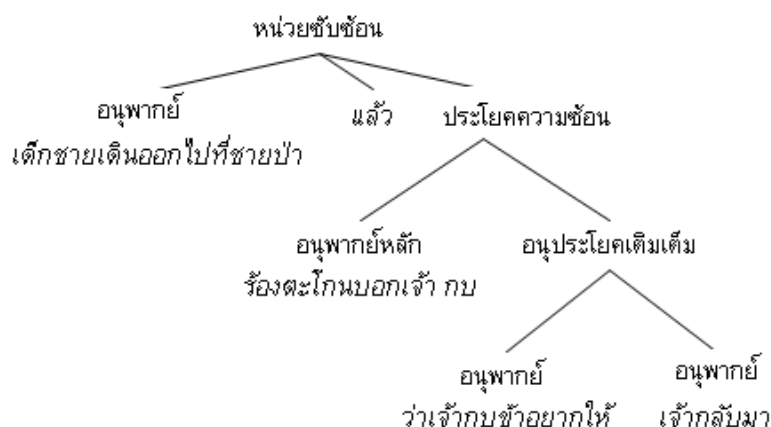 หน่วยซับซ้อน
อนุพากย์ แล้ว ประโยคความซ้อน
เด็กชายเดินออกไปที่ชายป่า
อนุพากย์หลัก อนุประโยคเติมเต็ม
ร้องตะโกนบอกเจ้า กบ
อนุพากย์ อนุพากย์
ว่าเจ้ากบข้าอยากให้ เจ้ากลับมา